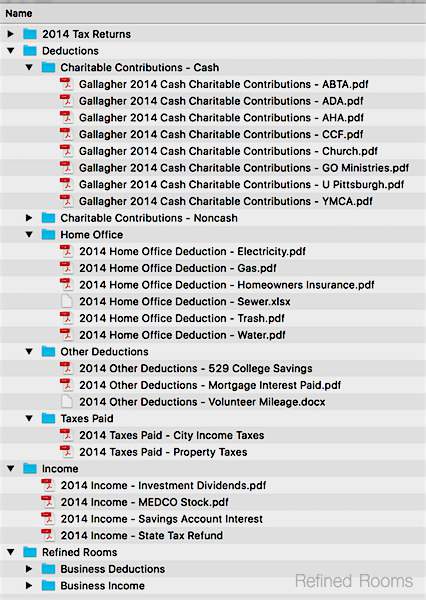 Name
2014 Tax Returns
Deductions
Charitable Contributions - Cash
Gallagher 2014 Cash Charitable Contributions - ABTA.pdf
Gallagher 2014 Cash Charitable Contributions - ADA.pdf
Gallagher 2014 Cash Charitable Contributions - AHA.pdf
Gallagher 2014 Cash Charitable Contributions - CCF.pdf
Gallagher 2014 Cash Charitable Contributions - Church.pdf
Gallagher 2014 Cash Charitable Contributions - GO Ministries.pdf
Gallagher 2014 Cash Charitable Contributions - U Pittsburgh.pdf
Gallagher 2014 Cash Charitable Contributions - YMCA.pdf
Charitable Contributions - Noncash
Home Office
2014 Home Office Deduction - Electricity.pdf
2014 Home Office Deduction - Gas.pdf
2014 Home Office Deduction - Homeowners Insurance.pdf
2014 Home Office Deduction - Sewer.xlsx
2014 Home Office Deduction - Trash.pdf
2014 Home Office Deduction - Water.pdf
Other Deductions
2014 Other Deductions - 529 College Savings
2014 Other Deductions - Mortgage Interest Paid.pdf
2014 Other Deductions - Volunteer Mileage.docx
Taxes Paid
2014 Taxes Paid - City Income Taxes
2014 Taxes Paid - Property Taxes
Income
2014 Income - Investment Dividends.pdf
2014 Income - MEDCO Stock.pdf
2014 Income - Savings Account Interest
2014 Income - State Tax Refund
Refined Rooms
Business Deductions
Business Income
Refined Rooms